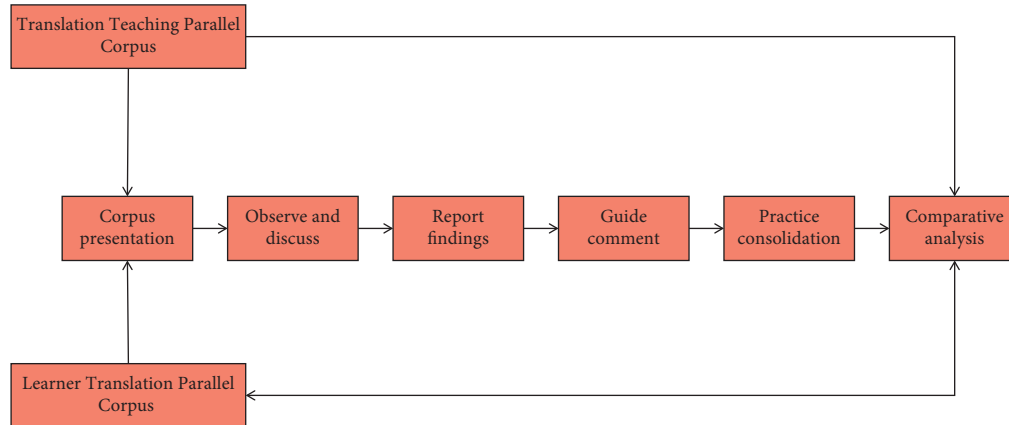 Translation Teaching Parallel
Corpus
Corpus
presentation
Observe and
discuss
Report
findings
Guide
comment
Practice
consolidation
Comparative
analysis
Learner Translation Parallel
Corpus